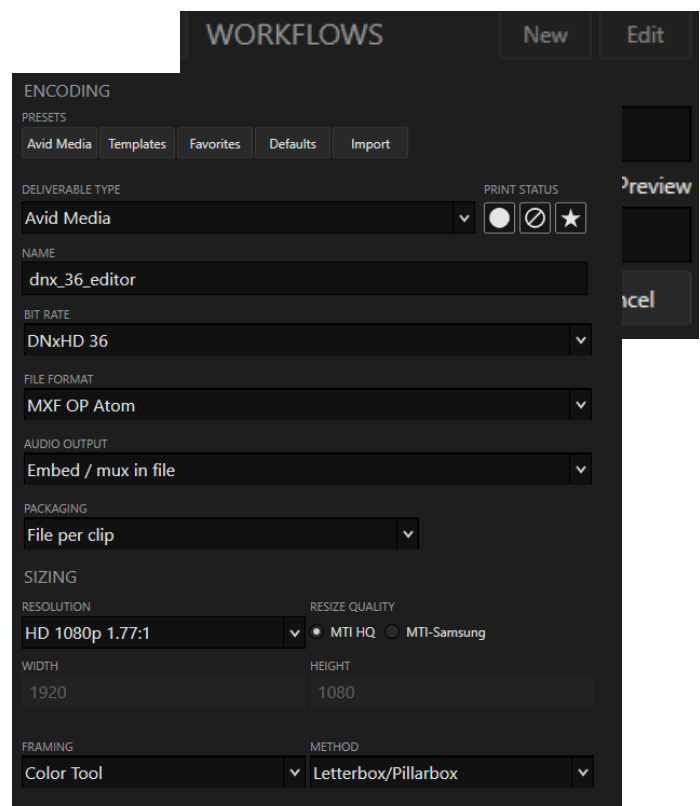 WORKFLOWS New Edit
ENCODING
PRESETS
Avid Media Templates Favorites Defaults Import
DELIVERABLE TYPE PRINT STATUS Preview
Avid Media
NAME
dnx_36_editor
BIT RATE ncel
DNxHD 36
FILE FORMAT
MXF OP Atom
AUDIO OUTPUT
Embed / mux in file
PACKAGING
File per clip
SIZING
RESOLUTION RESIZE QUALITY
HD 1080p 1.77:1 MTI HQ MTI-Samsung
WIDTH HEIGHT
1920 1080
FRAMING METHOD
Color Tool Letterbox/Pillarbox